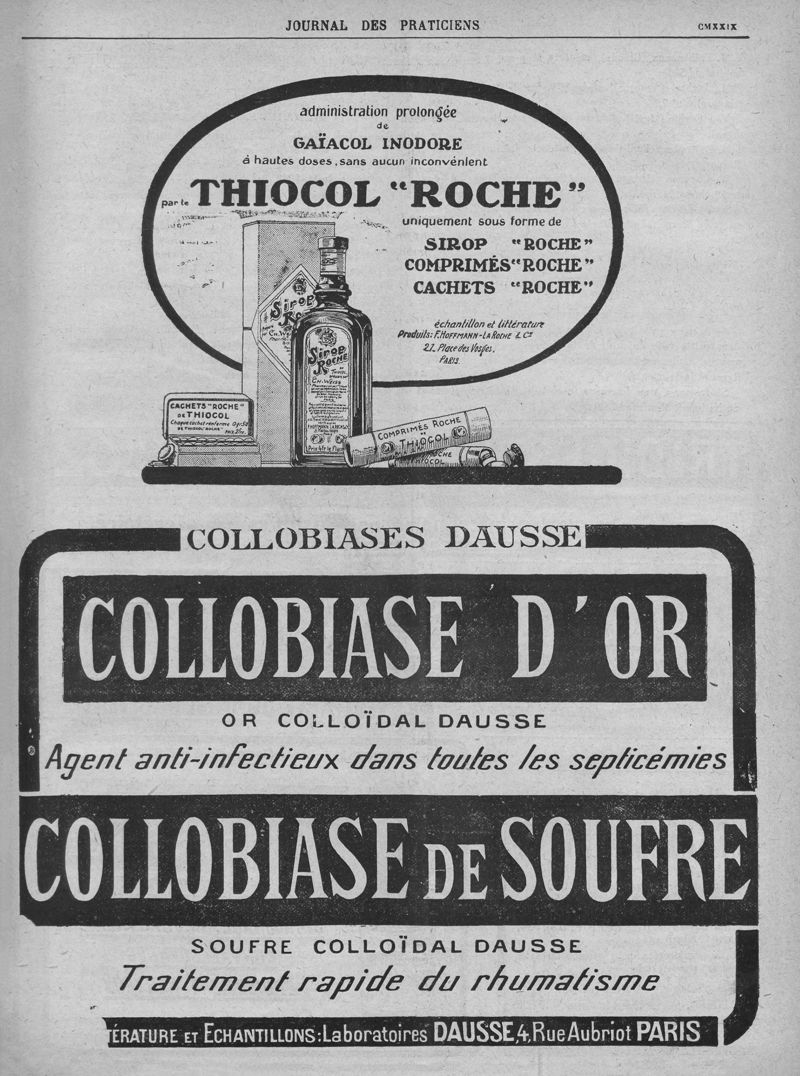 JOURNAL DES PRATICIENS
CMXXIX
administration prolongée
de
GAÏACOL INODORE
à hautes doses, sans aucun inconvénient
par le THIOCOL "ROCHE"
uniquement sous forme de
SIROP "ROCHE"
COMPRIMÉS "ROCHE"
CACHETS "ROCHE"
échantillon et littérature
Produits: F. HOFFMANN-LA ROCHE & Cie
21, Place des Vosges.
PARIS.
Sirop
Sirop
ROCHE
CACHETS "ROCHE"
DE THIOCOL
COMPRIMÉS ROCHE
THIOCOL
THIOCOL
COLLOBIASES DAUSSE
COLLOBIASE D'OR
OR COLLOÏDAL DAUSSE
Agent anti-infectieux dans toutes les septicémies
COLLOBIASE DE SOUFRE
SOUFRE COLLOÏDAL DAUSSE
Traitement rapide du rhumatisme
TÉRATURE ET ECHANTILLONS: Laboratoires DAUSSE, 4, Rue Aubriot PARIS